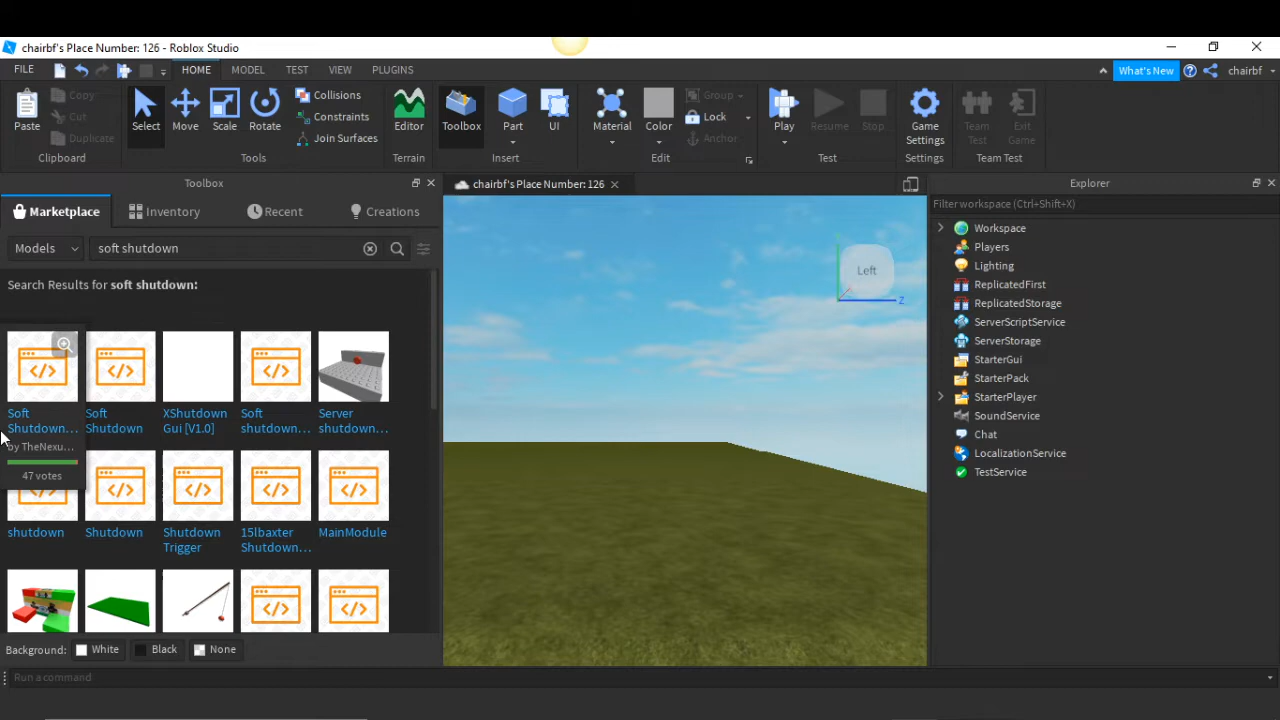 chairbf's Place Number: 126 - Roblox Studio
FILE HOME MODEL TEST VIEW PLUGINS What's New chairbf
Paste Copy Cut Duplicate
Clipboard
Select Move Scale Rotate Collisions Constraints Join Surfaces
Tools
Editor
Terrain
Toolbox Part UI
Insert
Material Color Group Lock Anchor
Edit
Play Resume Stop
Test
Game Settings
Settings
Team Test Exit Game
Team Test
Toolbox
Marketplace Inventory Recent Creations
Models soft shutdown
Search Results for soft shutdown:
Soft Shutdown...
by TheNexu...
47 votes
Soft Shutdown
XShutdown Gui [V1.0]
Soft shutdown...
Server shutdown...
shutdown
Shutdown
Shutdown Trigger
15lbaxter Shutdown...
MainModule
Background: White Black None
Run a command
chairbf's Place Number: 126
Left
Z
Explorer
Filter workspace (Ctrl+Shift+X)
Workspace
Players
Lighting
ReplicatedFirst
ReplicatedStorage
ServerScriptService
ServerStorage
StarterGui
StarterPack
StarterPlayer
SoundService
Chat
LocalizationService
TestService